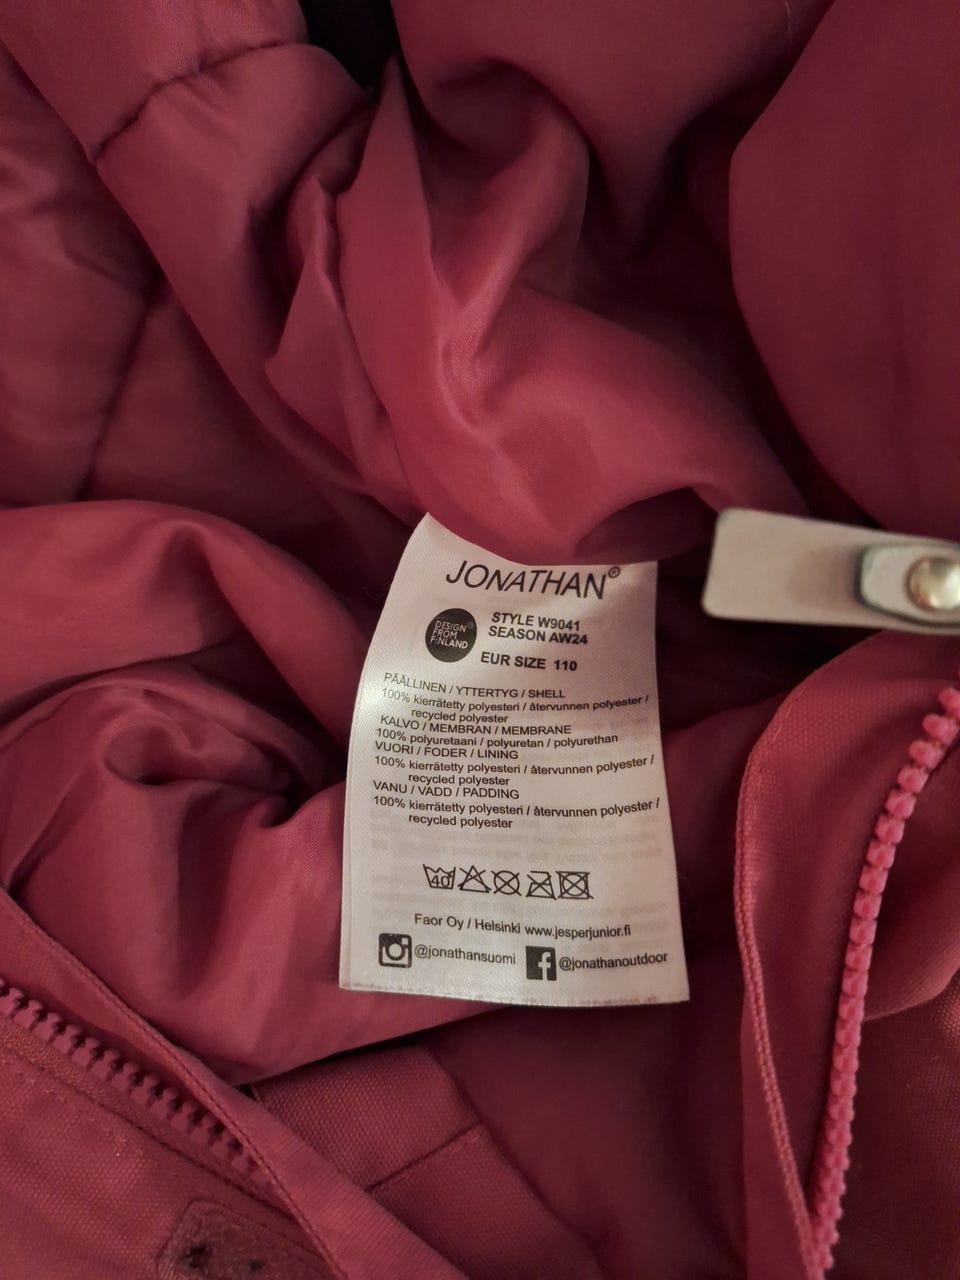 JONATHAN®
DESIGN®
FROM
FINLAND
STYLE W9041
SEASON AW24
EUR SIZE 110
PÄÄLLINEN / YTTERTYG / SHELL
100% kierrätetty polyesteri / återvunnen polyester /
recycled polyester
KALVO / MEMBRAN / MEMBRANE
100% polyuretaani / polyuretan / polyurethan
VUORI / FODER / LINING
100% kierrätetty polyesteri / återvunnen polyester /
recycled polyester
VANU / VADD / PADDING
100% kierrätetty polyesteri / återvunnen polyester /
recycled polyester
40
Faor Oy / Helsinki www.jesperjunior.fi
@jonathansuomi
f @jonathanoutdoor